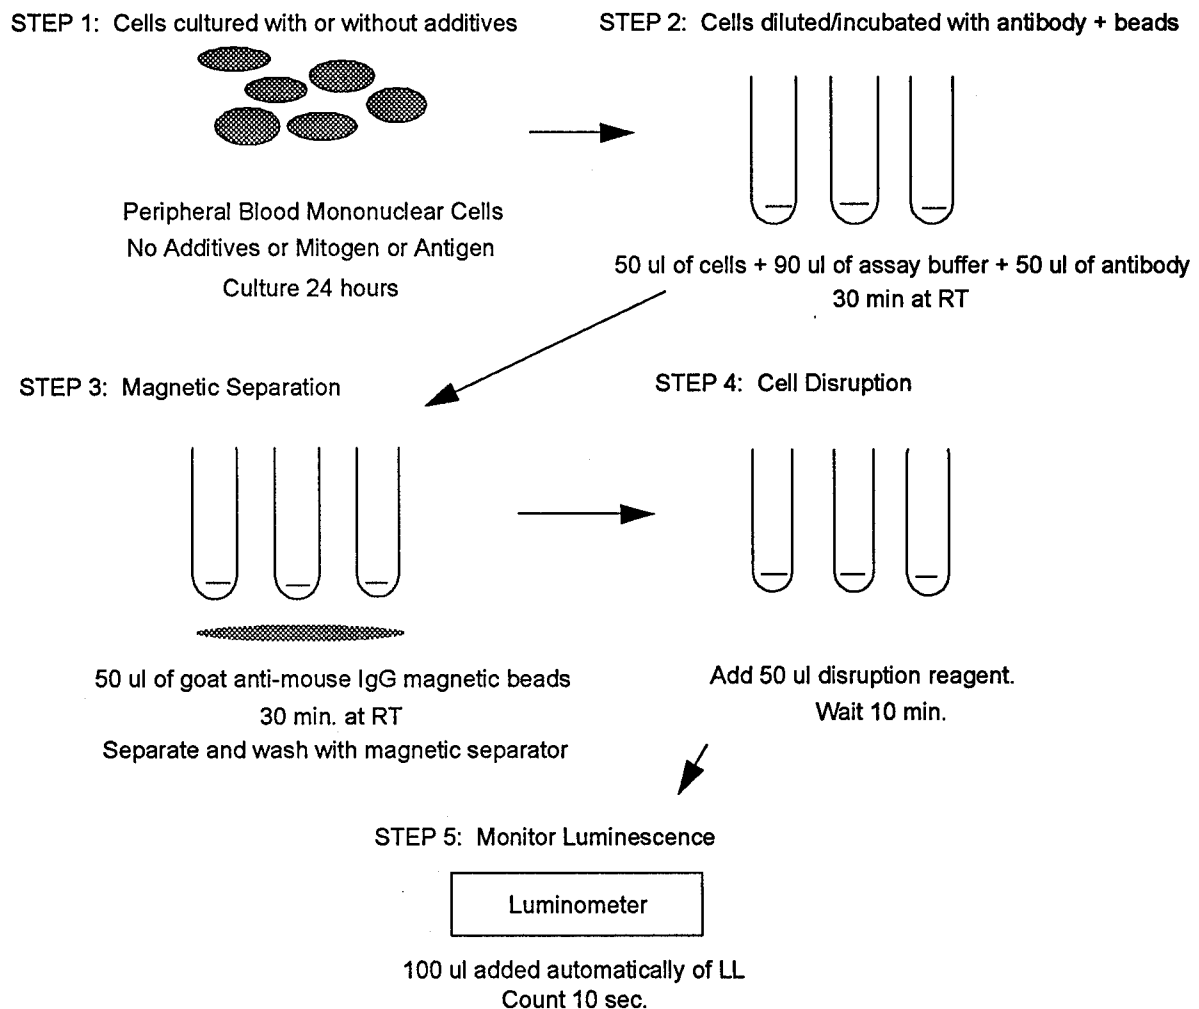 STEP 1: Cells cultured with or without additives
Peripheral Blood Mononuclear Cells
No Additives or Mitogen or Antigen
Culture 24 hours
STEP 2: Cells diluted/incubated with antibody + beads
50 ul of cells + 90 ul of assay buffer + 50 ul of antibody
30 min at RT
STEP 3: Magnetic Separation
50 ul of goat anti-mouse IgG magnetic beads
30 min. at RT
Separate and wash with magnetic separator
STEP 4: Cell Disruption
Add 50 ul disruption reagent.
Wait 10 min.
STEP 5: Monitor Luminescence
Luminometer
100 ul added automatically of LL
Count 10 sec.